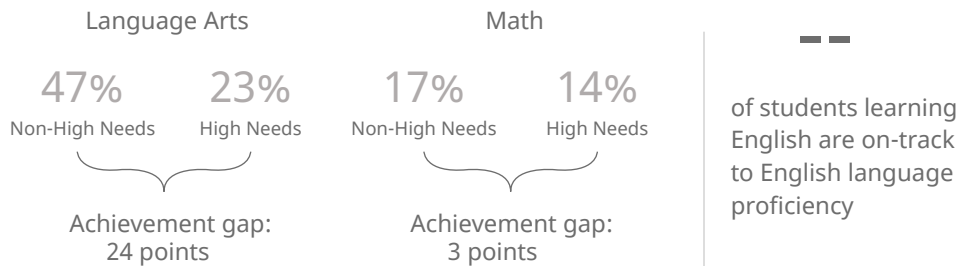 Language Arts
47% 23%
Non-High Needs High Needs
Achievement gap:
24 points
Math
17% 14%
Non-High Needs High Needs
Achievement gap:
3 points
--
of students learning
English are on-track
to English language
proficiency